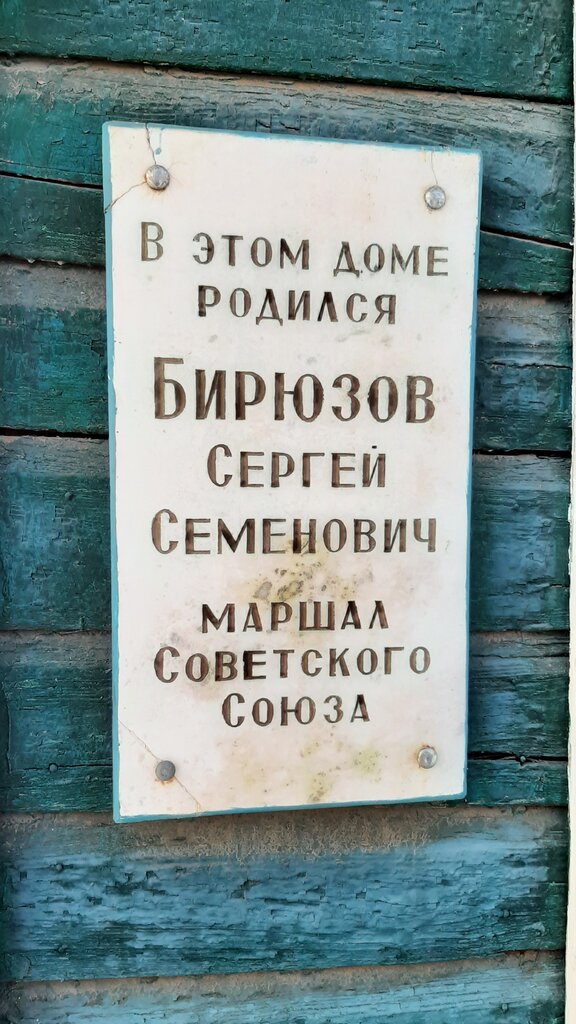 В этом доме
родился
Бирюзов
Сергей
Семенович
маршал
Советского
Союза